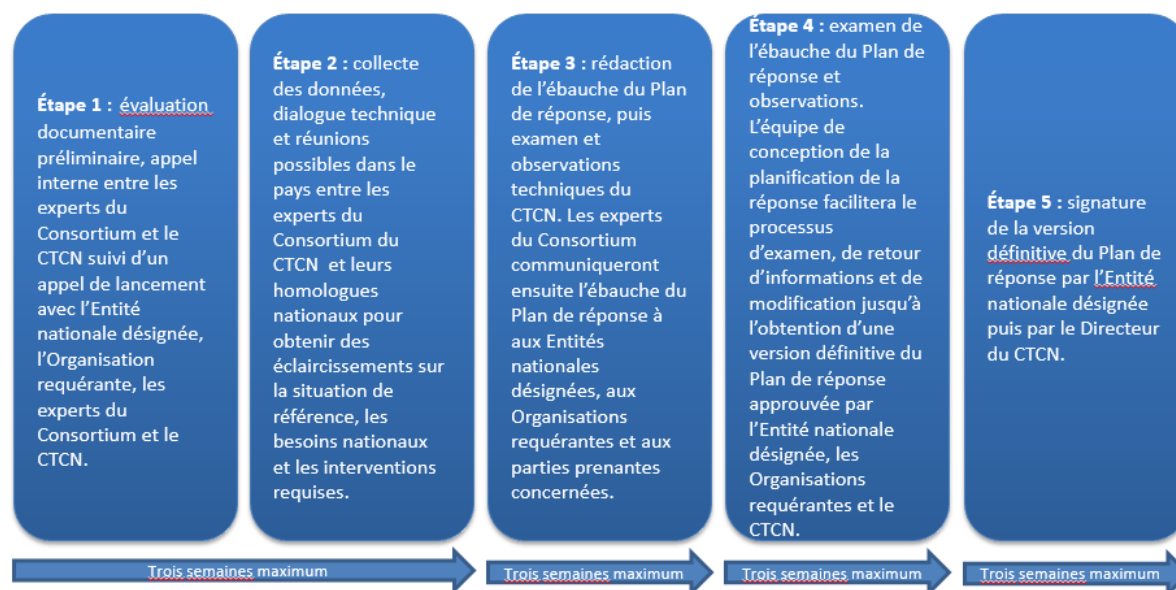 Étape 1 : évaluation
documentaire
préliminaire, appel
interne entre les
experts du
Consortium et le
CTCN suivi d’un
appel de lancement
avec l’Entité
nationale désignée,
l’Organisation
requérante, les
experts du
Consortium et le
CTCN.
Étape 2 : collecte
des données,
dialogue technique
et réunions
possibles dans le
pays entre les
experts du
Consortium du
CTCN et leurs
homologues
nationaux pour
obtenir des
éclaircissements sur
la situation de
référence, les
besoins nationaux
et les interventions
requises.
Étape 3 : rédaction
de l’ébauche du Plan
de réponse, puis
examen et
observations
techniques du
CTCN. Les experts
du Consortium
communiqueront
ensuite l’ébauche du
Plan de réponse à
aux Entités
nationales
désignées, aux
Organisations
requérantes et aux
parties prenantes
concernées.
Étape 4 : examen de
l’ébauche du Plan de
réponse et
observations.
L’équipe de
conception de la
planification de la
réponse facilitera le
processus
d’examen, de retour
d’informations et de
modification jusqu’à
l’obtention d’une
version définitive du
Plan de réponse
approuvée par
l’Entité nationale
désignée, les
Organisations
requérantes et le
CTCN.
Étape 5 : signature
de la version
définitive du Plan de
réponse par l’Entité
nationale désignée
puis par le Directeur
du CTCN.
Trois semaines maximum
Trois semaines maximum
Trois semaines maximum
Trois semaines maximum